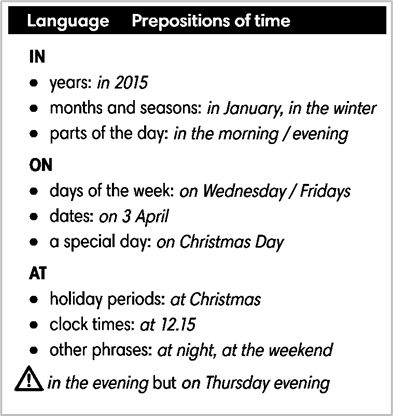 Language Prepositions of time
IN
• years: in 2015
• months and seasons: in January, in the winter
• parts of the day: in the morning / evening
ON
• days of the week: on Wednesday / Fridays
• dates: on 3 April
• a special day: on Christmas Day
AT
• holiday periods: at Christmas
• clock times: at 12.15
• other phrases: at night, at the weekend
⚠ in the evening but on Thursday evening